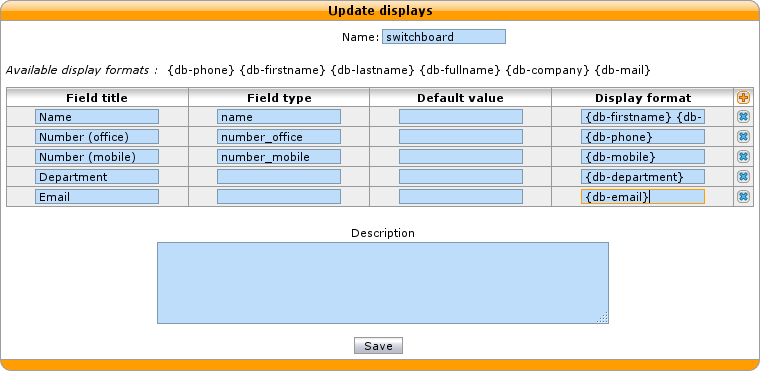 Update displays
Name: switchboard
Available display formats : {db-phone} {db-firstname} {db-lastname} {db-fullname} {db-company} {db-mail}
Field title Field type Default value Display format
Name name {db-firstname} {db-
Number (office) number_office {db-phone}
Number (mobile) number_mobile {db-mobile}
Department {db-department}
Email {db-email}
Description
Save